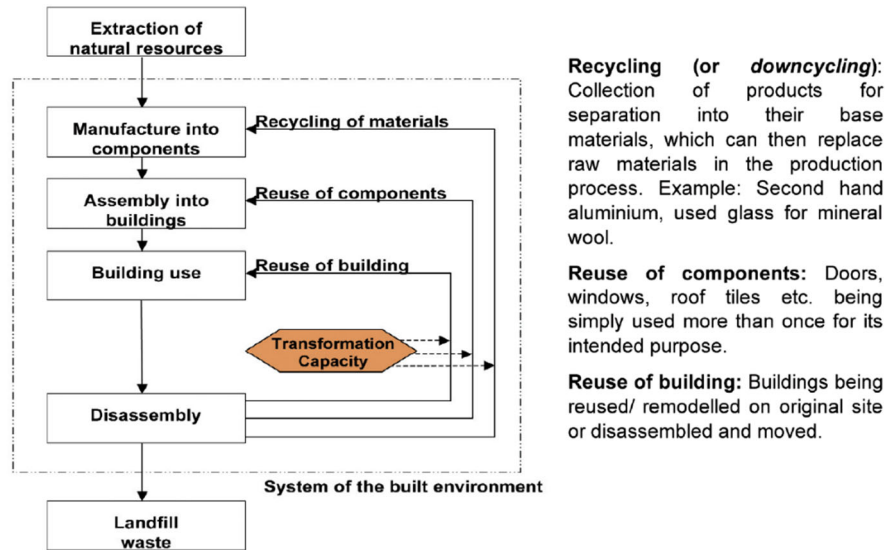 Extraction of
natural resources
Manufacture into
components
Recycling of materials
Assembly into
buildings
Reuse of components
Building use
Reuse of building
Transformation
Capacity
Disassembly
System of the built environment
Landfill
waste
Recycling (or downcycling):
Collection of products for
separation into their base
materials, which can then replace
raw materials in the production
process. Example: Second hand
aluminium, used glass for mineral
wool.
Reuse of components: Doors,
windows, roof tiles etc. being
simply used more than once for its
intended purpose.
Reuse of building: Buildings being
reused/ remodelled on original site
or disassembled and moved.